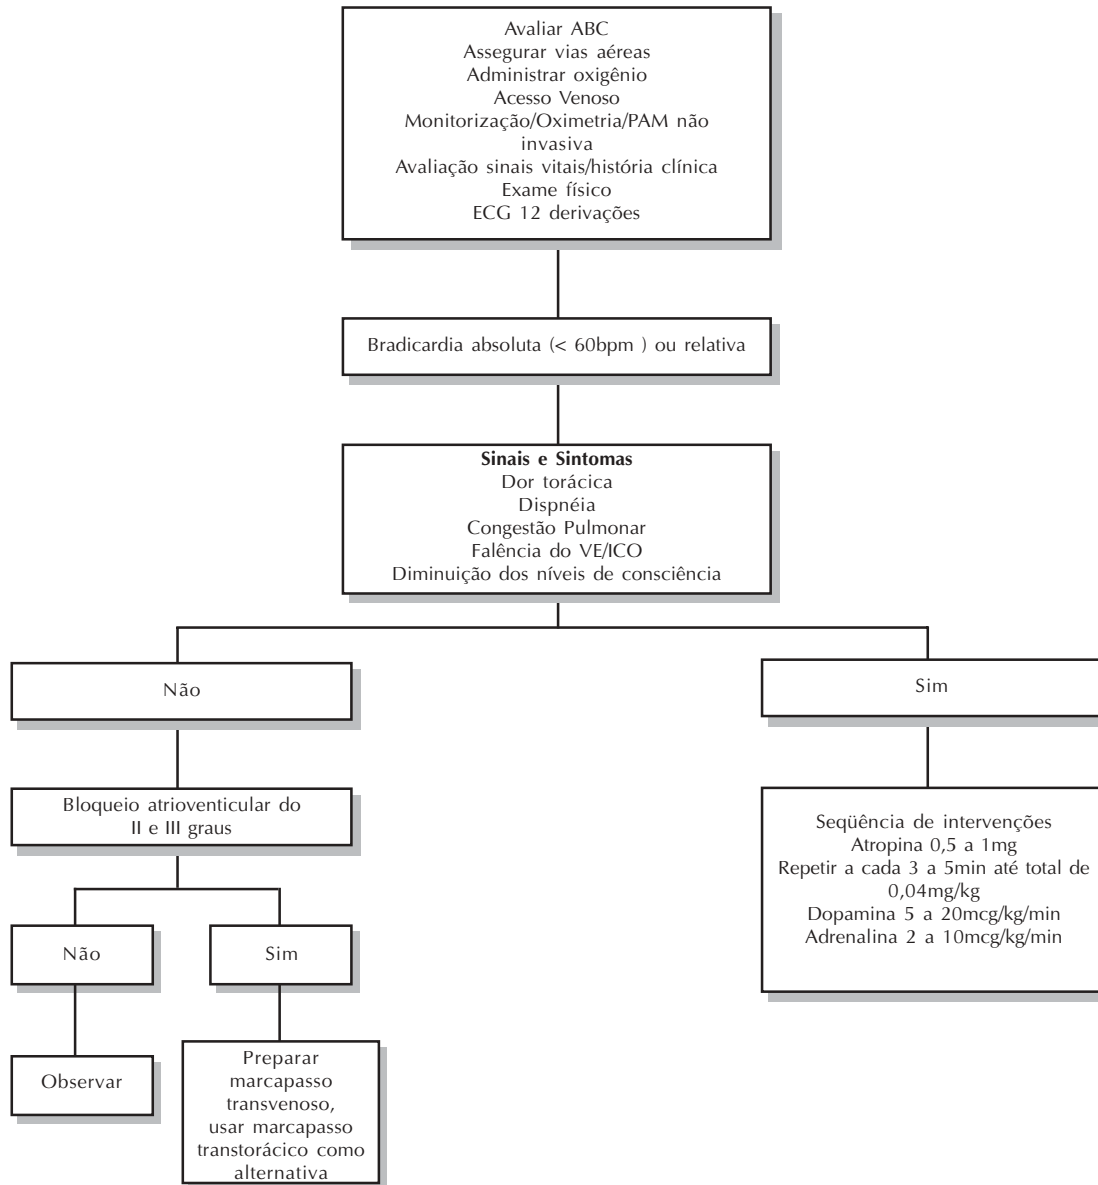 Avaliar ABC
Assegurar vias aéreas
Administrar oxigênio
Acesso Venoso
Monitorização/Oximetria/PAM não
invasiva
Avaliação sinais vitais/história clínica
Exame físico
ECG 12 derivações
Bradicardia absoluta (< 60bpm ) ou relativa
Sinais e Sintomas
Dor torácica
Dispnéia
Congestão Pulmonar
Falência do VE/ICO
Diminuição dos níveis de consciência
Não
Sim
Bloqueio atrioventicular do
II e III graus
Seqüência de intervenções
Atropina 0,5 a 1mg
Repetir a cada 3 a 5min até total de
0,04mg/kg
Dopamina 5 a 20mcg/kg/min
Adrenalina 2 a 10mcg/kg/min
Não
Sim
Observar
Preparar
marcapasso
transvenoso,
usar marcapasso
transtorácico como
alternativa